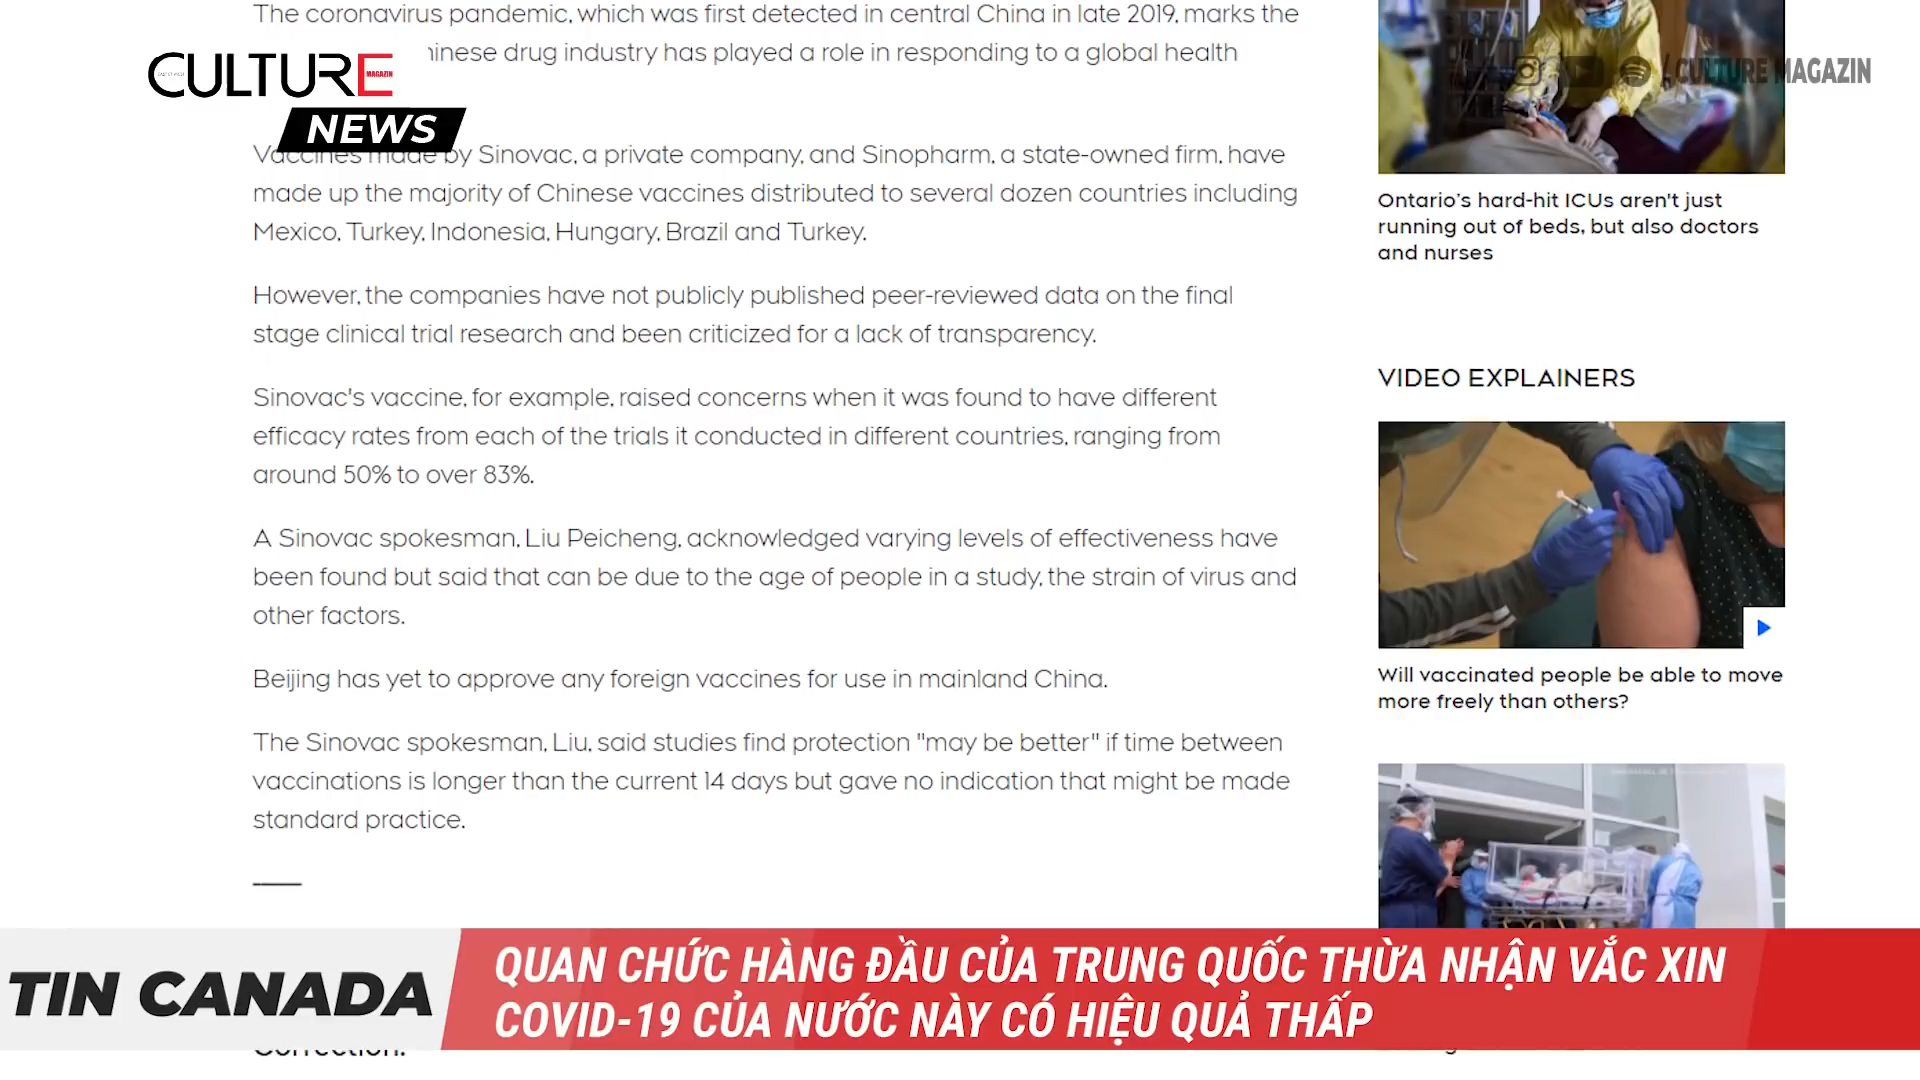 The coronavirus pandemic, which was first detected in central China in late 2019, marks the
hinese drug industry has played a role in responding to a global health
CULTURE
MAGAZIN
NEWS
/ CULTURE MAGAZIN
Vaccines made by Sinovac, a private company, and Sinopharm, a state-owned firm, have
made up the majority of Chinese vaccines distributed to several dozen countries including
Mexico, Turkey, Indonesia, Hungary, Brazil and Turkey.
However, the companies have not publicly published peer-reviewed data on the final
stage clinical trial research and been criticized for a lack of transparency.
Sinovac's vaccine, for example, raised concerns when it was found to have different
efficacy rates from each of the trials it conducted in different countries, ranging from
around 50% to over 83%.
A Sinovac spokesman, Liu Peicheng, acknowledged varying levels of effectiveness have
been found but said that can be due to the age of people in a study, the strain of virus and
other factors.
Beijing has yet to approve any foreign vaccines for use in mainland China.
The Sinovac spokesman, Liu, said studies find protection "may be better" if time between
vaccinations is longer than the current 14 days but gave no indication that might be made
standard practice.
Correction:
Ontario's hard-hit ICUs aren't just
running out of beds, but also doctors
and nurses
VIDEO EXPLAINERS
Will vaccinated people be able to move
more freely than others?
TIN CANADA
QUAN CHỨC HÀNG ĐẦU CỦA TRUNG QUỐC THỪA NHẬN VẮC XIN
COVID-19 CỦA NƯỚC NÀY CÓ HIỆU QUẢ THẤP